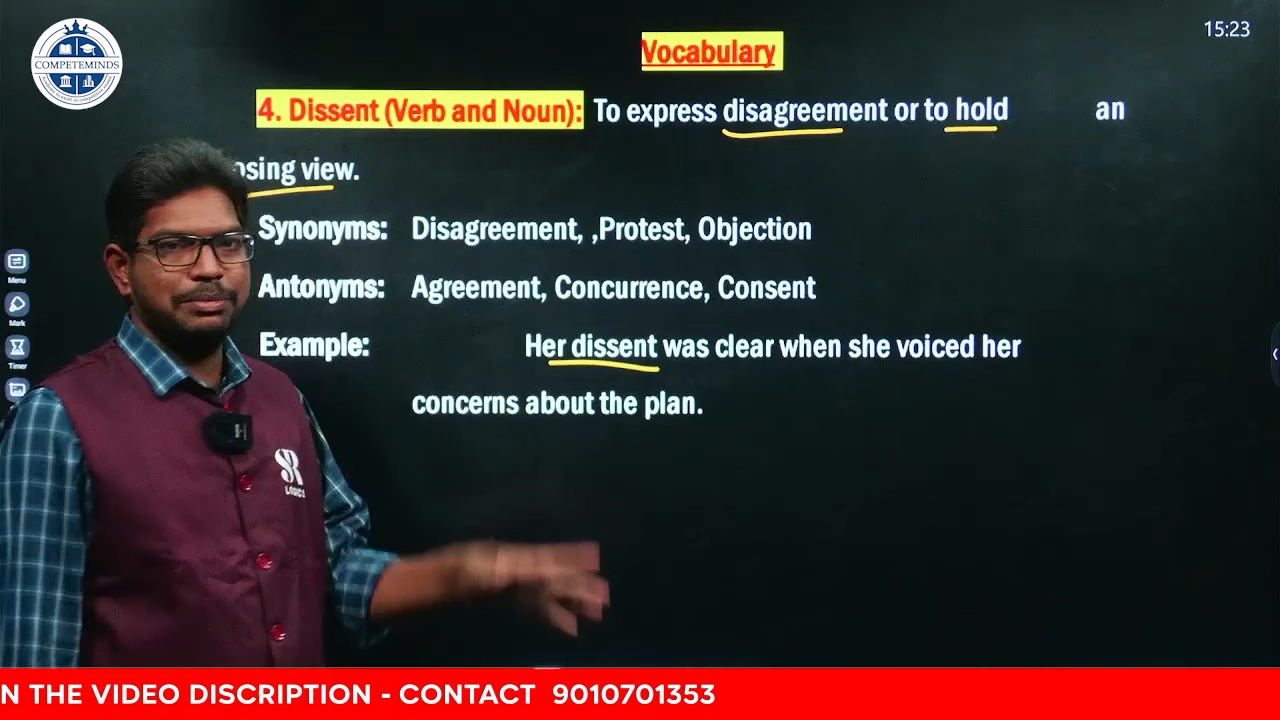 COMPETEMINDS
15:23
Vocabulary
4. Dissent (Verb and Noun): To express disagreement or to hold an
osing view.
Synonyms: Disagreement, ,Protest, Objection
Antonyms: Agreement, Concurrence, Consent
Example: Her dissent was clear when she voiced her
concerns about the plan.
Menu
Mark
Timer
SR
LOGICS
N THE VIDEO DISCRIPTION - CONTACT 9010701353